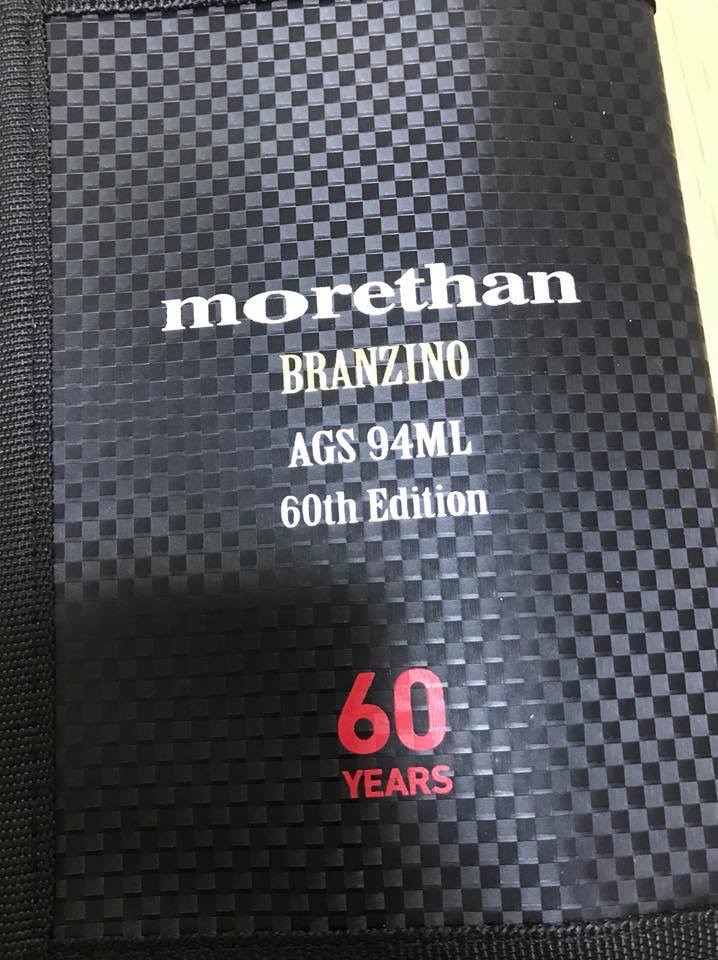 morethan
BRANZINO
AGS 94ML
60th Edition
60
YEARS